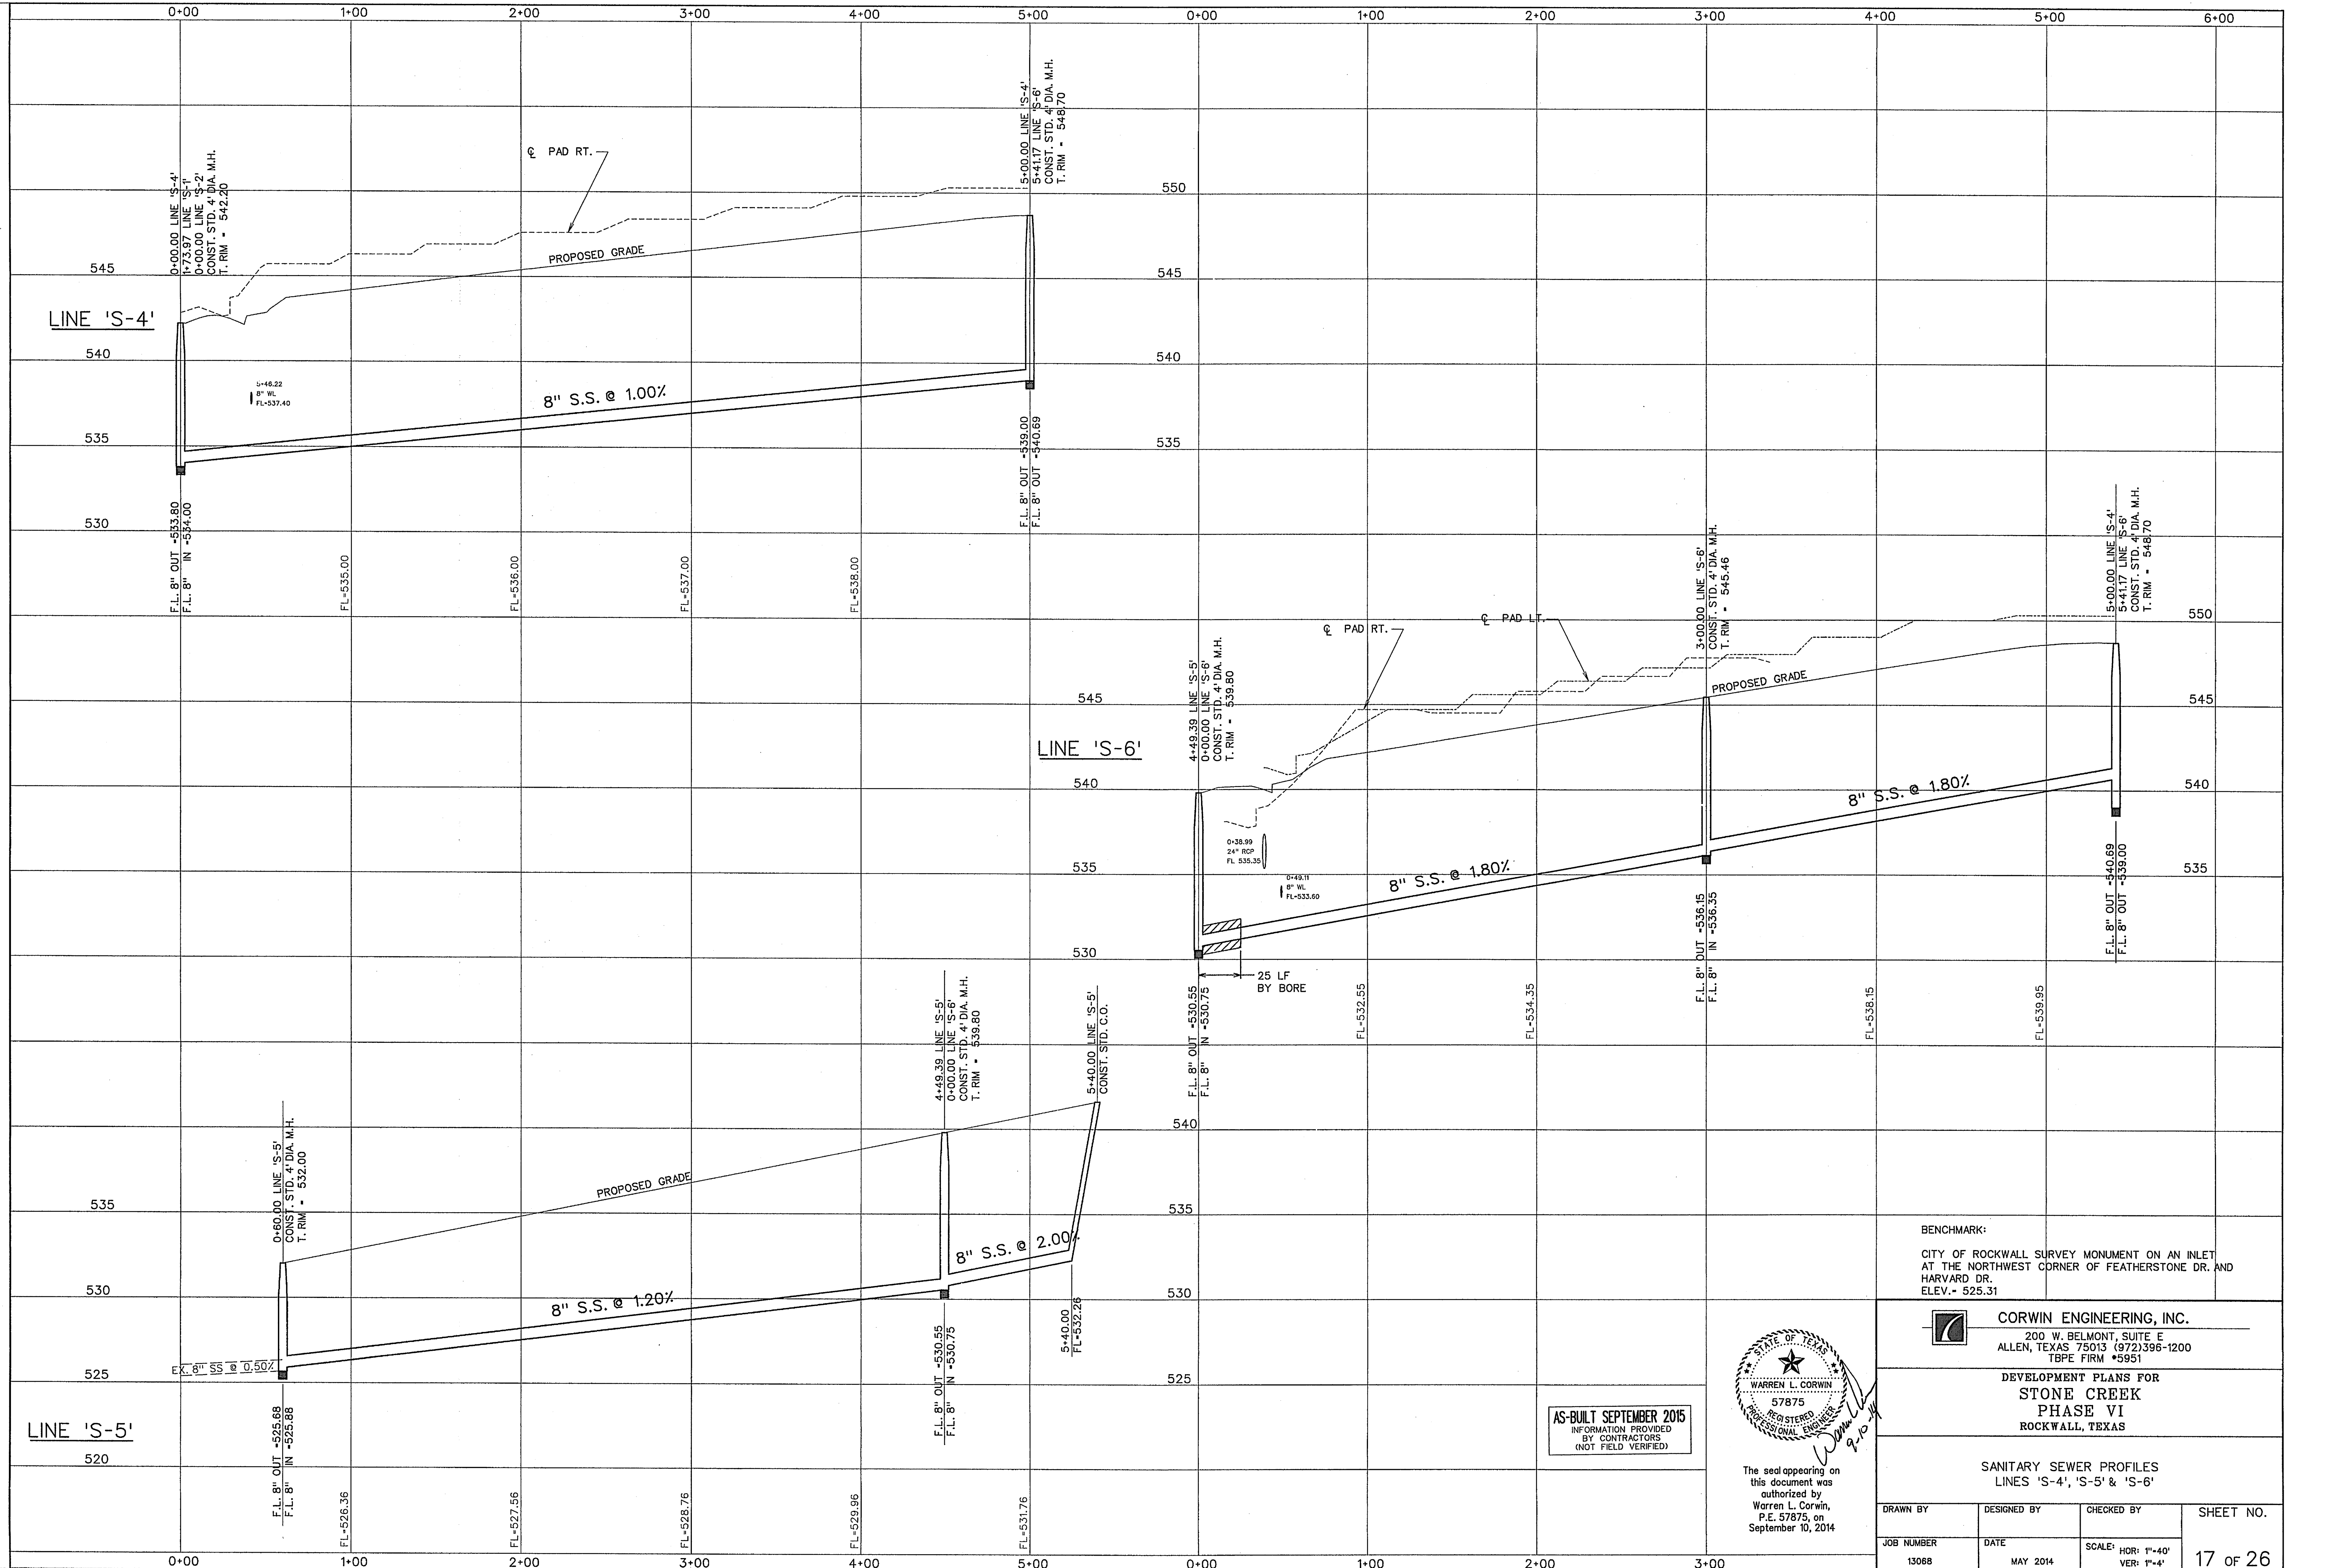 0+00 1+00 2+00 3+00 4+00 5+00 0+00 1+00 2+00 3+00 4+00 5+00 6+00
LINE 'S-4'
545
540
535
530
0+00.00 LINE 'S-4'
1+73.97 LINE 'S-1'
0+00.00 LINE 'S-2'
CONST. STD. 4' DIA. M.H.
T. RIM = 542.20
℄ PAD RT.
PROPOSED GRADE
5+46.22
8" WL
FL=537.40
8" S.S. @ 1.00%
5+00.00 LINE 'S-4'
5+41.17 LINE 'S-6'
CONST. STD. 4' DIA. M.H.
T. RIM = 548.70
F.L. 8" OUT =533.80
F.L. 8" IN =534.00
FL=535.00
FL=536.00
FL=537.00
FL=538.00
F.L. 8" OUT =539.00
F.L. 8" OUT =540.69
550
545
540
535
LINE 'S-6'
545
540
535
530
4+49.39 LINE 'S-5'
0+00.00 LINE 'S-6'
CONST. STD. 4' DIA. M.H.
T. RIM = 539.80
℄ PAD RT.
℄ PAD LT.
3+00.00 LINE 'S-6'
CONST. STD. 4' DIA. M.H.
T. RIM = 545.46
PROPOSED GRADE
5+00.00 LINE 'S-4'
5+41.17 LINE 'S-6'
CONST. STD. 4' DIA. M.H.
T. RIM = 548.70
550
545
540
535
0+38.99
24" RCP
FL 535.35
0+49.11
8" WL
FL=533.60
8" S.S. @ 1.80%
8" S.S. @ 1.80%
25 LF
BY BORE
F.L. 8" OUT =530.55
F.L. 8" IN =530.75
FL=532.55
FL=534.35
F.L. 8" OUT =536.15
F.L. 8" IN =536.35
FL=538.15
FL=539.95
F.L. 8" OUT =540.69
F.L. 8" OUT =539.00
LINE 'S-5'
535
530
525
520
0+60.00 LINE 'S-5'
CONST. STD. 4' DIA. M.H.
T. RIM = 532.00
PROPOSED GRADE
4+49.39 LINE 'S-5'
0+00.00 LINE 'S-6'
CONST. STD. 4' DIA. M.H.
T. RIM = 539.80
5+40.00 LINE 'S-5'
CONST. STD. C.O.
540
535
530
525
EX. 8" SS @ 0.50%
8" S.S. @ 1.20%
8" S.S. @ 2.00%
5+40.00
FL=532.26
F.L. 8" OUT =525.68
F.L. 8" IN =525.88
FL=526.36
FL=527.56
FL=528.76
FL=529.96
F.L. 8" OUT =530.55
F.L. 8" IN =530.75
FL=531.76
0+00 1+00 2+00 3+00 4+00 5+00 0+00 1+00 2+00 3+00
BENCHMARK:
CITY OF ROCKWALL SURVEY MONUMENT ON AN INLET
AT THE NORTHWEST CORNER OF FEATHERSTONE DR. AND
HARVARD DR.
ELEV.= 525.31
AS-BUILT SEPTEMBER 2015
INFORMATION PROVIDED
BY CONTRACTORS
(NOT FIELD VERIFIED)
STATE OF TEXAS
WARREN L. CORWIN
57875
REGISTERED
PROFESSIONAL ENGINEER
9-10-14
The seal appearing on
this document was
authorized by
Warren L. Corwin,
P.E. 57875, on
September 10, 2014
CORWIN ENGINEERING, INC.
200 W. BELMONT, SUITE E
ALLEN, TEXAS 75013 (972)396-1200
TBPE FIRM #5951
DEVELOPMENT PLANS FOR
STONE CREEK
PHASE VI
ROCKWALL, TEXAS
SANITARY SEWER PROFILES
LINES 'S-4', 'S-5' & 'S-6'
DRAWN BY
DESIGNED BY
CHECKED BY
SHEET NO.
JOB NUMBER
13068
DATE
MAY 2014
SCALE: HOR: 1"=40'
VER: 1"=4'
17 OF 26